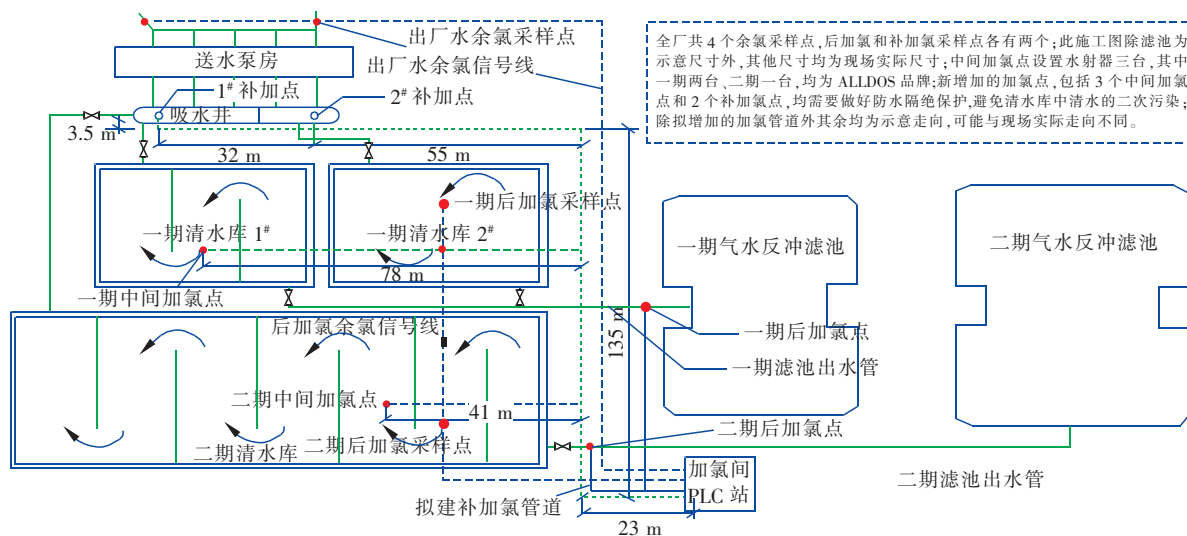 出厂水余氯采样点
送水泵房
出厂水余氯信号线
1# 补加点
2# 补加点
吸水井
3.5 m
32 m
55 m
全厂共 4 个余氯采样点,后加氯和补加氯采样点各有两个;此施工图除滤池为
示意尺寸外,其他尺寸均为现场实际尺寸;中间加氯点设置水射器三台,其中
一期两台、二期一台,均为 ALLDOS 品牌;新增加的加氯点,包括 3 个中间加氯
点和 2 个补加氯点,均需要做好防水隔绝保护,避免清水库中清水的二次污染;
除拟增加的加氯管道外其余均为示意走向,可能与现场实际走向不同。
一期后加氯采样点
一期清水库 1#
一期清水库 2#
一期气水反冲滤池
二期气水反冲滤池
78 m
一期中间加氯点
后加氯余氯信号线
135 m
一期后加氯点
一期滤池出水管
二期中间加氯点
41 m
二期后加氯点
二期后加氯采样点
二期清水库
加氯间
PLC 站
二期滤池出水管
拟建补加氯管道
23 m